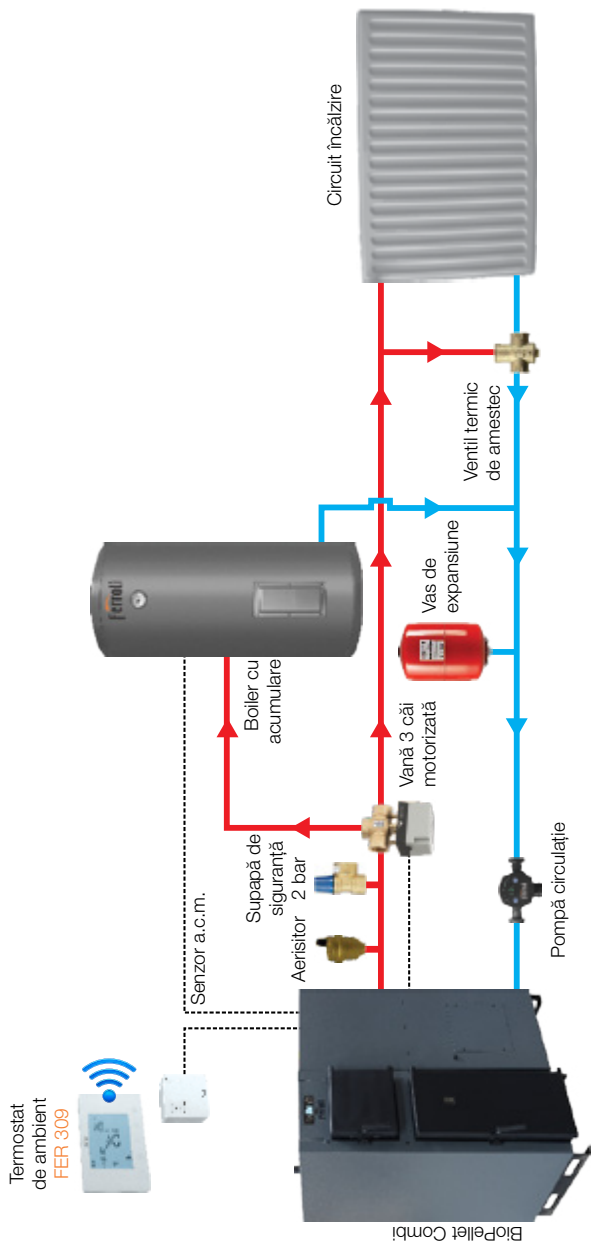 Termostat
de ambient
FER 309
Senzor a.c.m.
Ferroli
Boiler cu
acumulare
Circuit încălzire
Aerisitor
Supapă de
siguranță
2 bar
Vană 3 căi
motorizată
Vas de
expansiune
Ventil termic
de amestec
Pompă circulație
BioPellet Combi